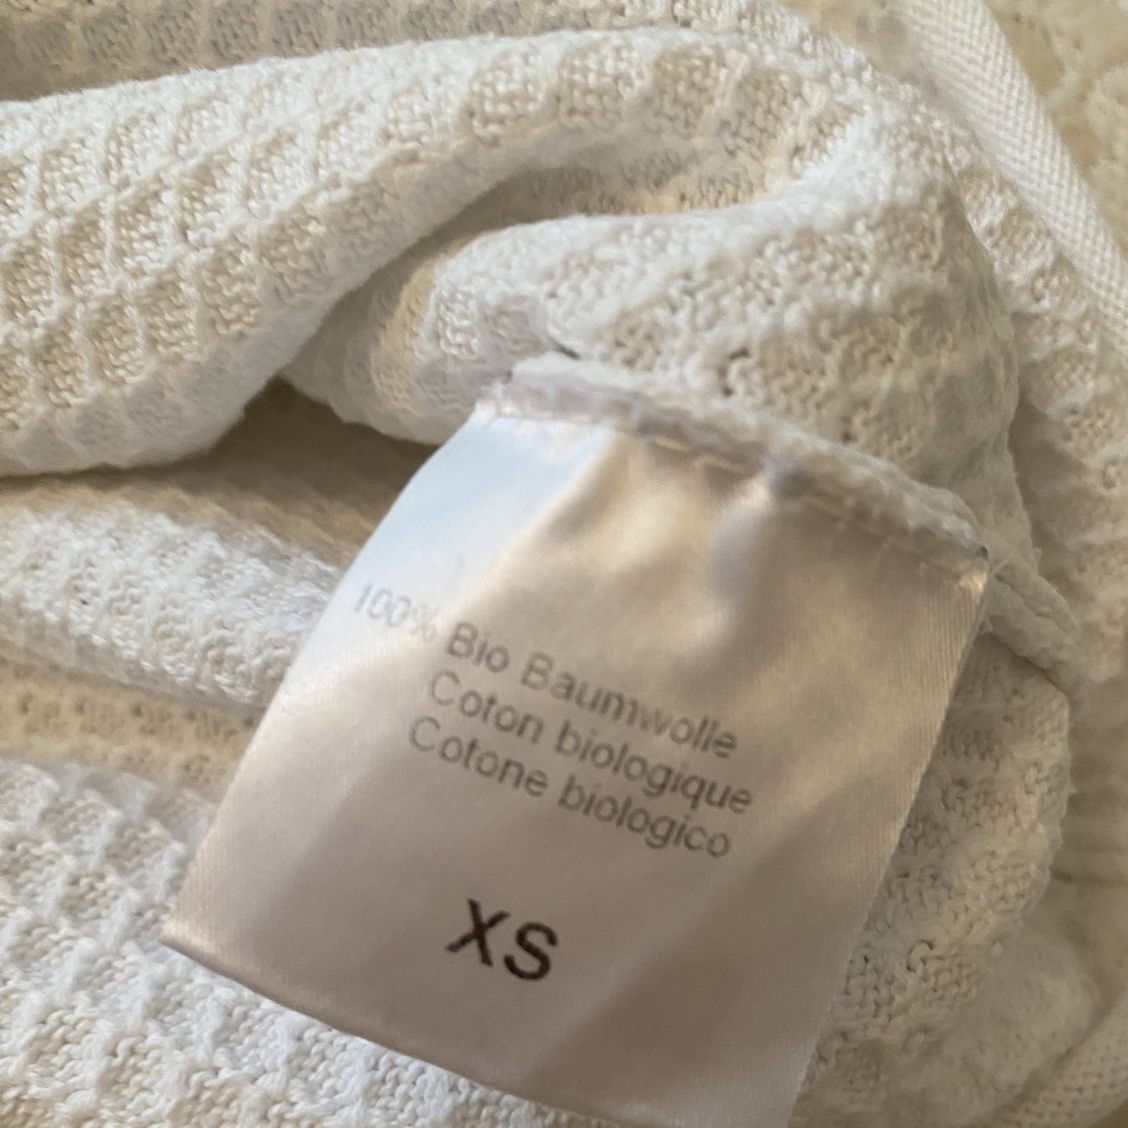 100% Bio Baumwolle
Coton biologique
Cotone biologico
XS